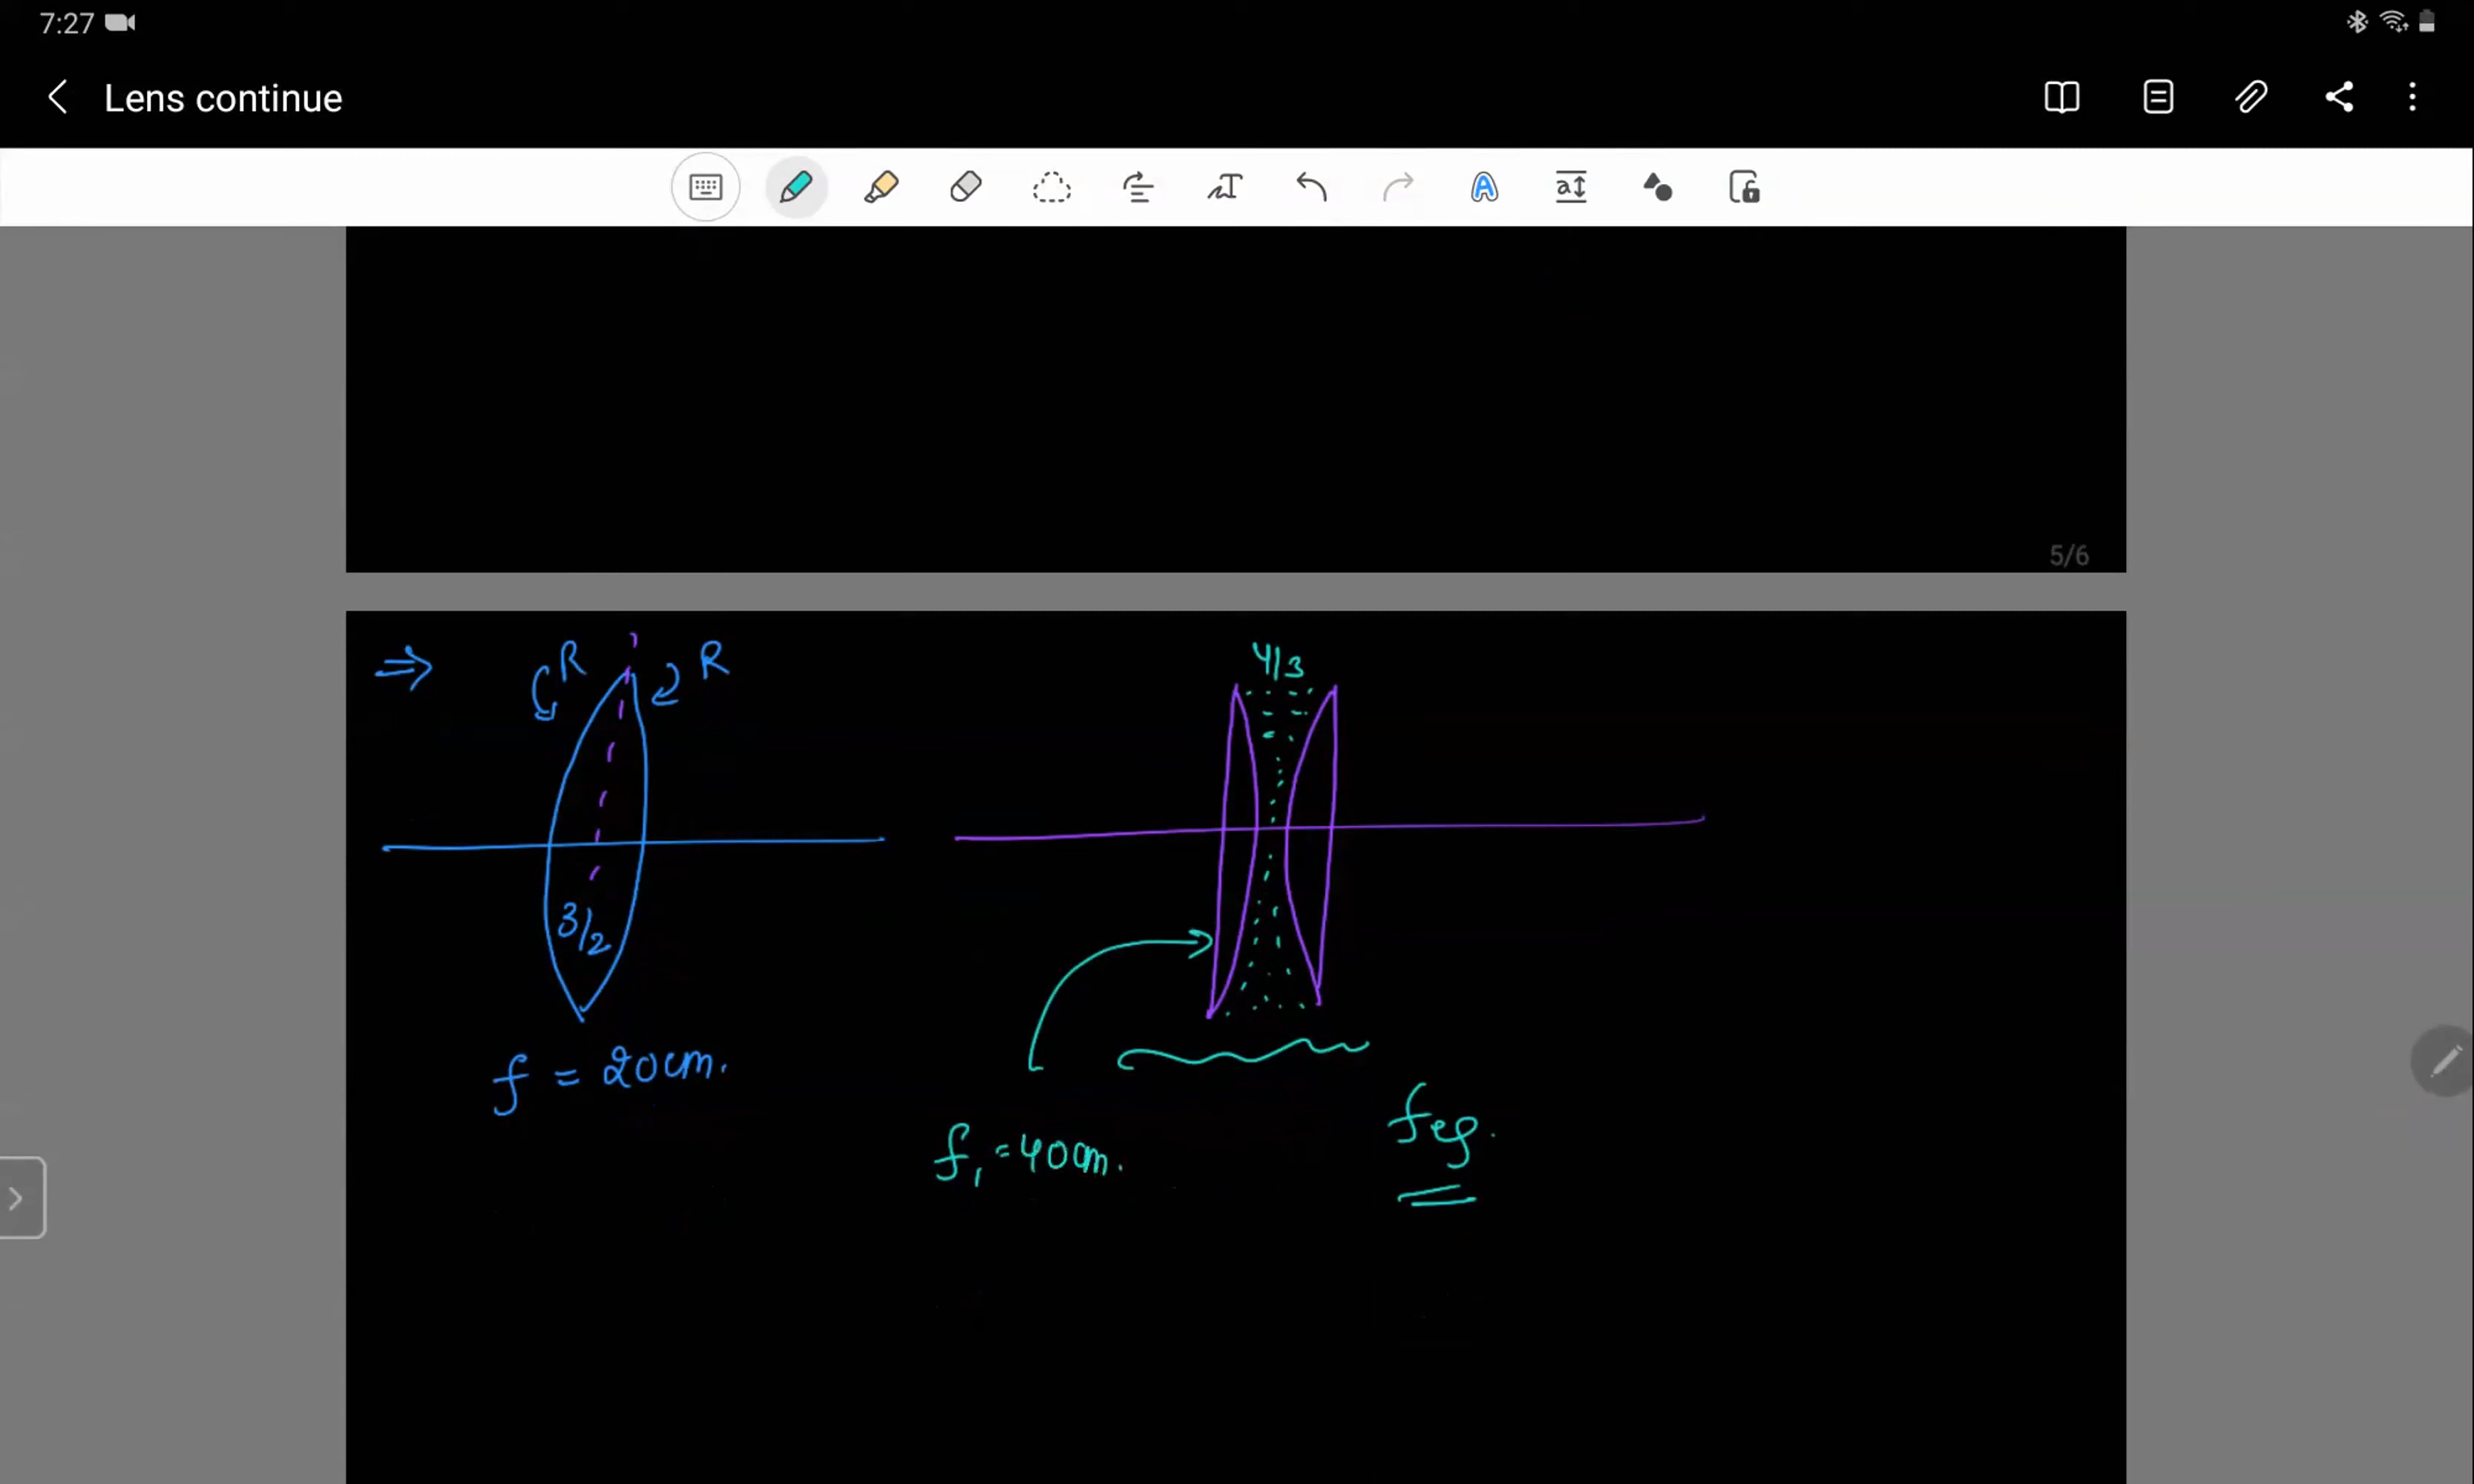 7:27
Lens continue
5/6
⇒ R R
3/2
f = 20cm.
4/3
f₁ = 40cm.
feq.